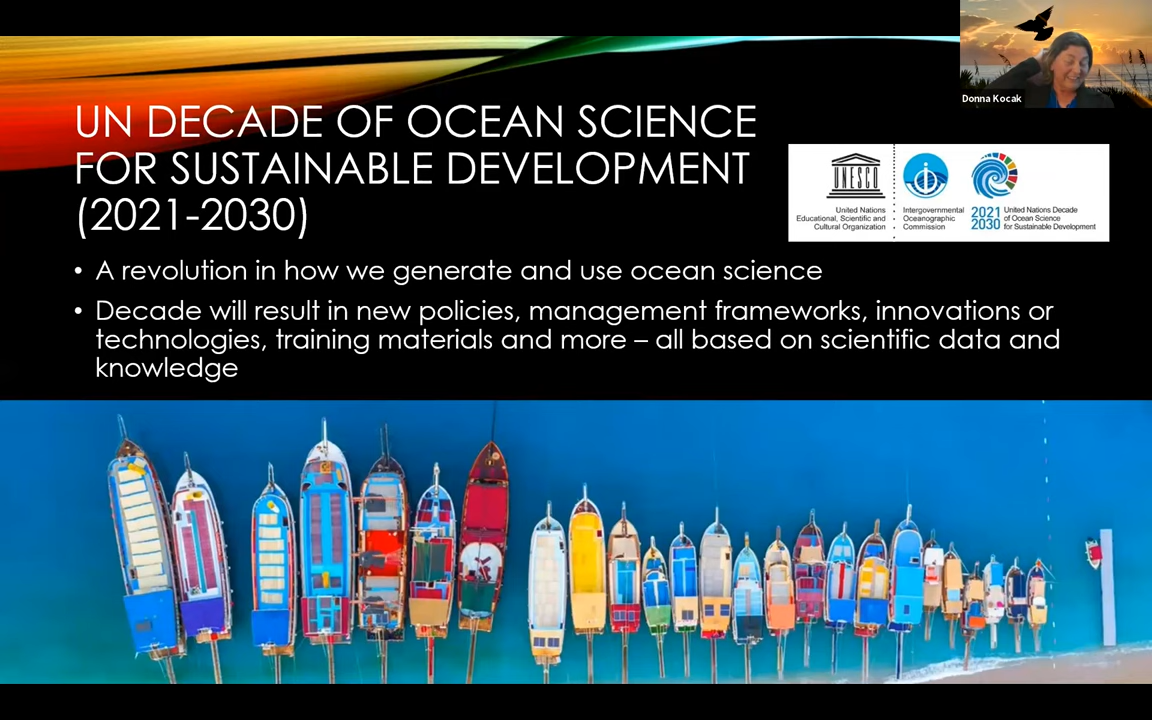 Donna Kocak
UN DECADE OF OCEAN SCIENCE
FOR SUSTAINABLE DEVELOPMENT
(2021-2030)
UNESCO
United Nations
Educational, Scientific and
Cultural Organization
Intergovernmental
Oceanographic
Commission
2021
2030
United Nations Decade
of Ocean Science
for Sustainable Development
• A revolution in how we generate and use ocean science
• Decade will result in new policies, management frameworks, innovations or
technologies, training materials and more – all based on scientific data and
knowledge